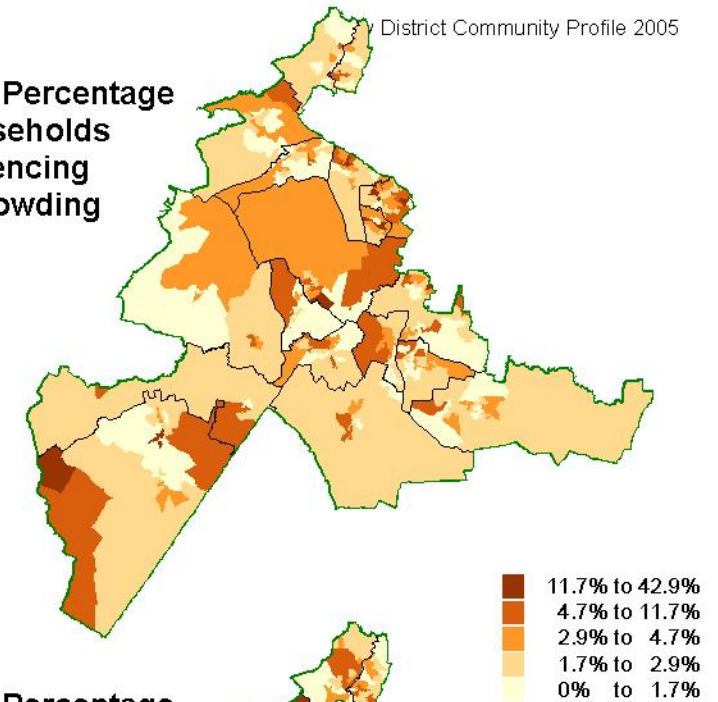 District Community Profile 2005
Percentage
seholds
encing
owding
11.7% to 42.9%
4.7% to 11.7%
2.9% to 4.7%
1.7% to 2.9%
0% to 1.7%
Percentage